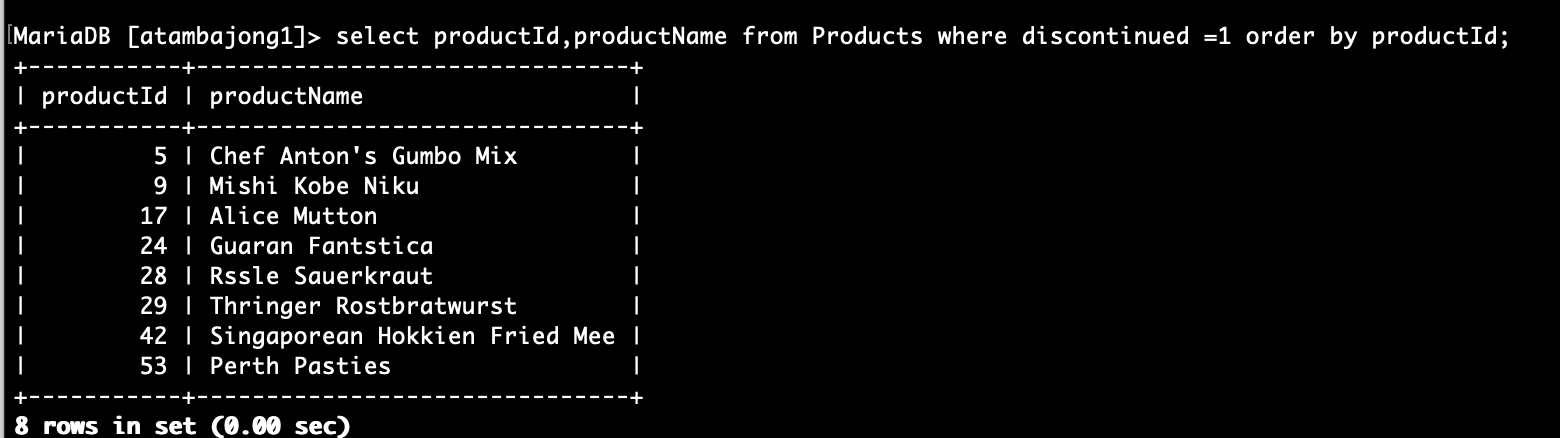 MariaDB [atambajong1]> select productId,productName from Products where discontinued =1 order by productId;
+-----------+-------------------------------+
| productId | productName                   |
+-----------+-------------------------------+
|         5 | Chef Anton's Gumbo Mix        |
|         9 | Mishi Kobe Niku               |
|        17 | Alice Mutton                  |
|        24 | Guaran Fantstica              |
|        28 | Rssle Sauerkraut              |
|        29 | Thringer Rostbratwurst        |
|        42 | Singaporean Hokkien Fried Mee |
|        53 | Perth Pasties                 |
+-----------+-------------------------------+
8 rows in set (0.00 sec)